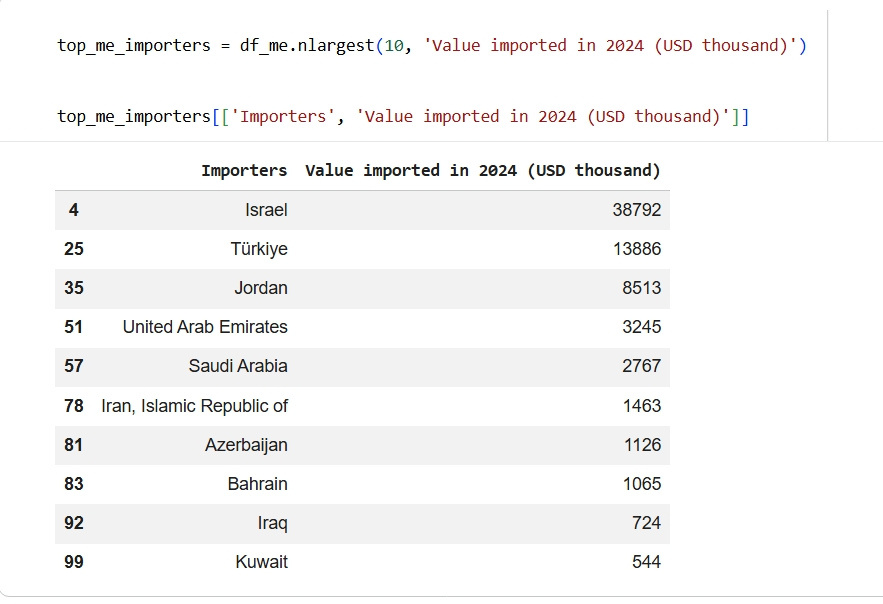 top_me_importers = df_me.nlargest(10, 'Value imported in 2024 (USD thousand)')
top_me_importers[['Importers', 'Value imported in 2024 (USD thousand)']]
Importers Value imported in 2024 (USD thousand)
4 Israel 38792
25 Türkiye 13886
35 Jordan 8513
51 United Arab Emirates 3245
57 Saudi Arabia 2767
78 Iran, Islamic Republic of 1463
81 Azerbaijan 1126
83 Bahrain 1065
92 Iraq 724
99 Kuwait 544